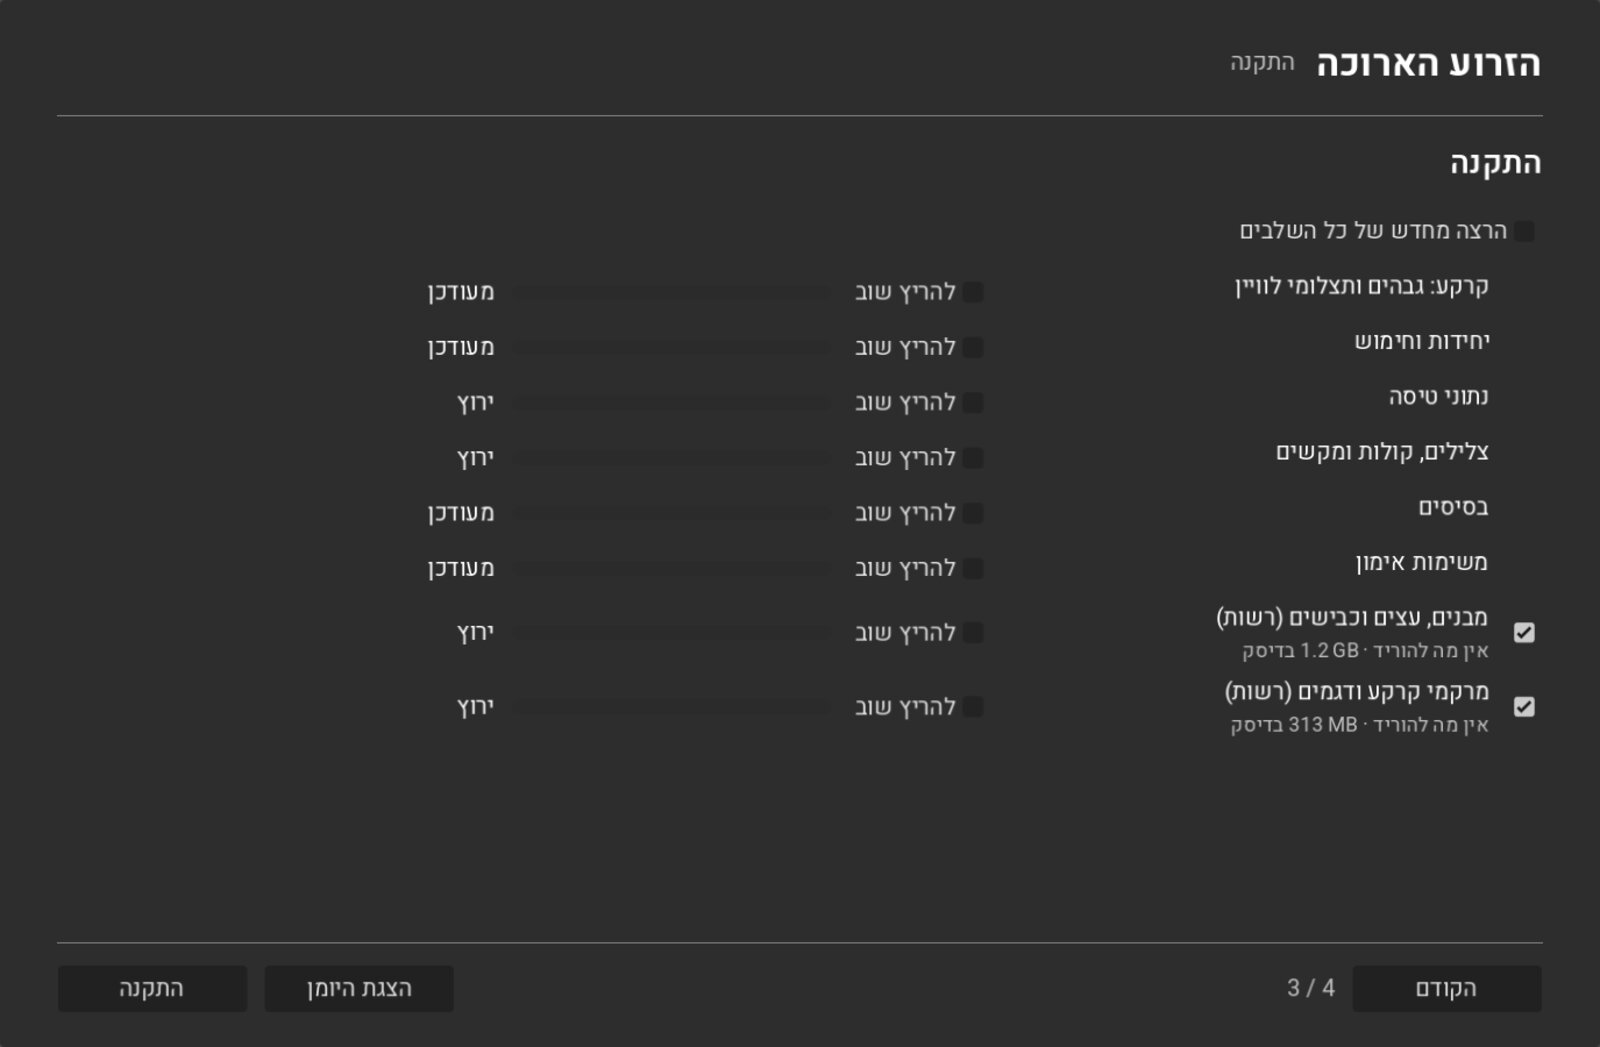 הזרוע הארוכה התקנה
התקנה
הרצה מחדש של כל השלבים
קרקע: גבהים ותצלומי לוויין להריץ שוב מעודכן
יחידות וחימוש להריץ שוב מעודכן
נתוני טיסה להריץ שוב ירוץ
צלילים, קולות ומקשים להריץ שוב ירוץ
בסיסים להריץ שוב מעודכן
משימות אימון להריץ שוב מעודכן
מבנים, עצים וכבישים (רשות) להריץ שוב ירוץ
אין מה להוריד · 1.2 GB בדיסק
מרקמי קרקע ודגמים (רשות) להריץ שוב ירוץ
אין מה להוריד · 313 MB בדיסק
הקודם 3 / 4 הצגת היומן התקנה